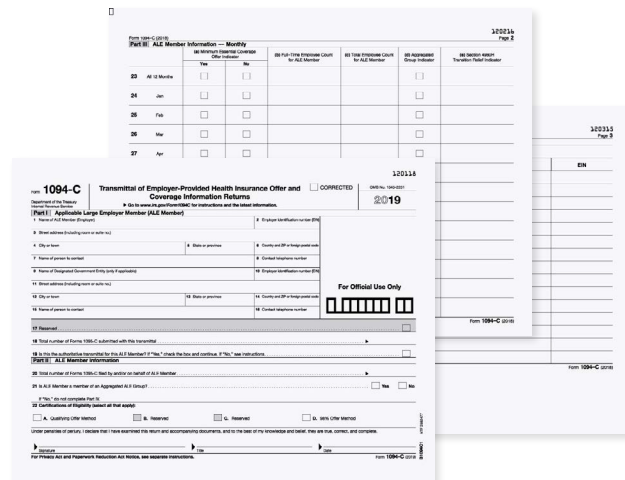 120216
Form 1094-C (2018)
Page 2
Part III ALE Member Information — Monthly
(a) Minimum Essential Coverage
Offer Indicator
Yes No
(b) Full-Time Employee Count
for ALE Member
(c) Total Employee Count
for ALE Member
(d) Aggregated
Group Indicator
(e) Section 4980H
Transition Relief Indicator
23 All 12 Months
24 Jan
25 Feb
26 Mar
27 Apr
Form 1094-C (2018)
120315
Page 3
EIN
Form 1094-C (2018)
120118
Form 1094-C
Department of the Treasury
Internal Revenue Service
Transmittal of Employer-Provided Health Insurance Offer and
Coverage Information Returns
▶ Go to www.irs.gov/Form1094C for instructions and the latest information.
CORRECTED
OMB No. 1545-2251
2019
Part I Applicable Large Employer Member (ALE Member)
1 Name of ALE Member (Employer)
2 Employer identification number (EIN)
3 Street address (including room or suite no.)
4 City or town
5 State or province
6 Country and ZIP or foreign postal code
7 Name of person to contact
8 Contact telephone number
9 Name of Designated Government Entity (only if applicable)
10 Employer identification number (EIN)
11 Street address (including room or suite no.)
For Official Use Only
12 City or town
13 State or province
14 Country and ZIP or foreign postal code
15 Name of person to contact
16 Contact telephone number
17 Reserved
18 Total number of Forms 1095-C submitted with this transmittal ▶
19 Is this the authoritative transmittal for this ALE Member? If "Yes," check the box and continue. If "No," see instructions
Part II ALE Member Information
20 Total number of Forms 1095-C filed by and/or on behalf of ALE Member ▶
21 Is ALE Member a member of an Aggregated ALE Group? Yes No
If "No," do not complete Part IV.
22 Certifications of Eligibility (select all that apply):
A. Qualifying Offer Method
B. Reserved
C. Reserved
D. 98% Offer Method
Under penalties of perjury, I declare that I have examined this return and accompanying documents, and to the best of my knowledge and belief, they are true, correct, and complete.
Signature
Title
Date
For Privacy Act and Paperwork Reduction Act Notice, see separate instructions.
Form 1094-C (2019)